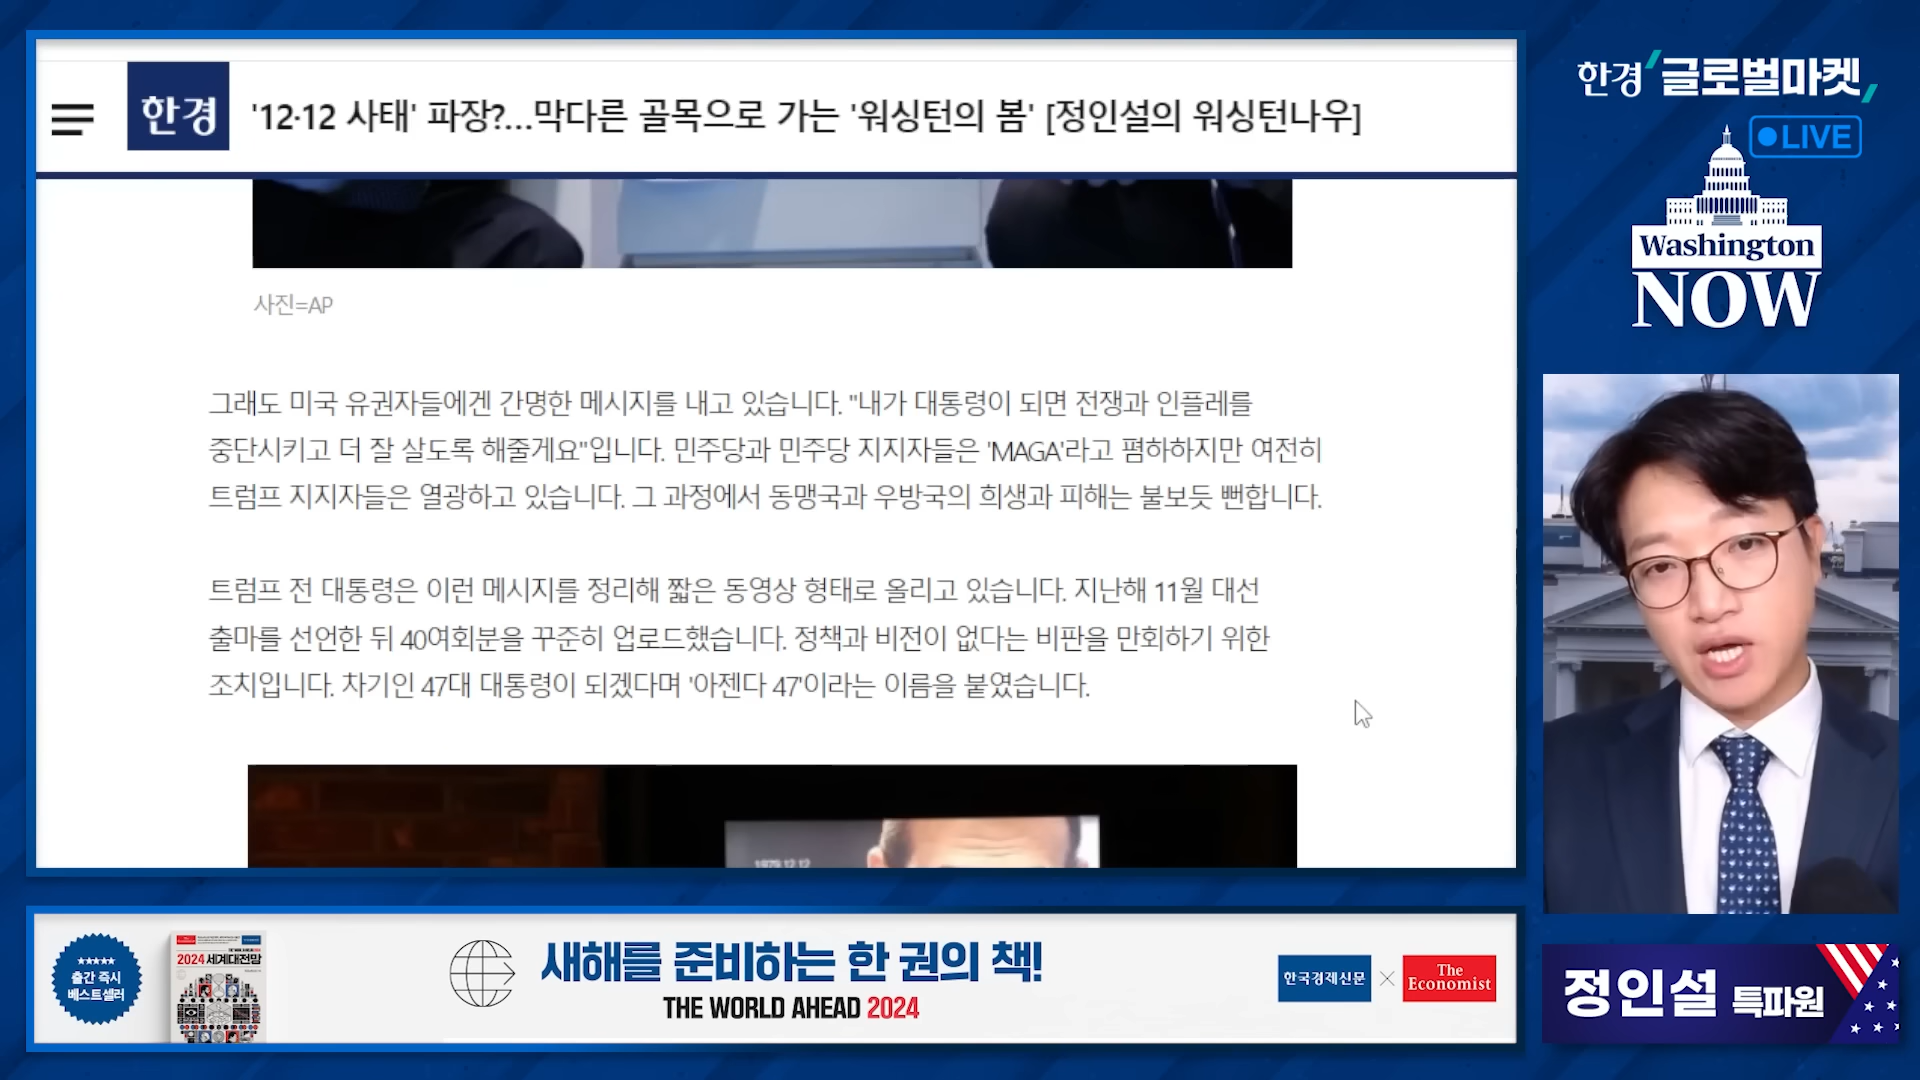 한경
'12·12 사태' 파장?...막다른 골목으로 가는 '워싱턴의 봄' [정인설의 워싱턴나우]
사진=AP
그래도 미국 유권자들에겐 간명한 메시지를 내고 있습니다. "내가 대통령이 되면 전쟁과 인플레를
중단시키고 더 잘 살도록 해줄게요"입니다. 민주당과 민주당 지지자들은 'MAGA'라고 폄하하지만 여전히
트럼프 지지자들은 열광하고 있습니다. 그 과정에서 동맹국과 우방국의 희생과 피해는 불보듯 뻔합니다.
트럼프 전 대통령은 이런 메시지를 정리해 짧은 동영상 형태로 올리고 있습니다. 지난해 11월 대선
출마를 선언한 뒤 40여회분을 꾸준히 업로드했습니다. 정책과 비전이 없다는 비판을 만회하기 위한
조치입니다. 차기인 47대 대통령이 되겠다며 '아젠다 47'이라는 이름을 붙였습니다.
1979.12.12
한경 글로벌마켓
LIVE
Washington
NOW
정인설 특파원
출간 즉시
베스트셀러
2024 세계대전망
새해를 준비하는 한 권의 책!
THE WORLD AHEAD 2024
한국경제신문 × The Economist